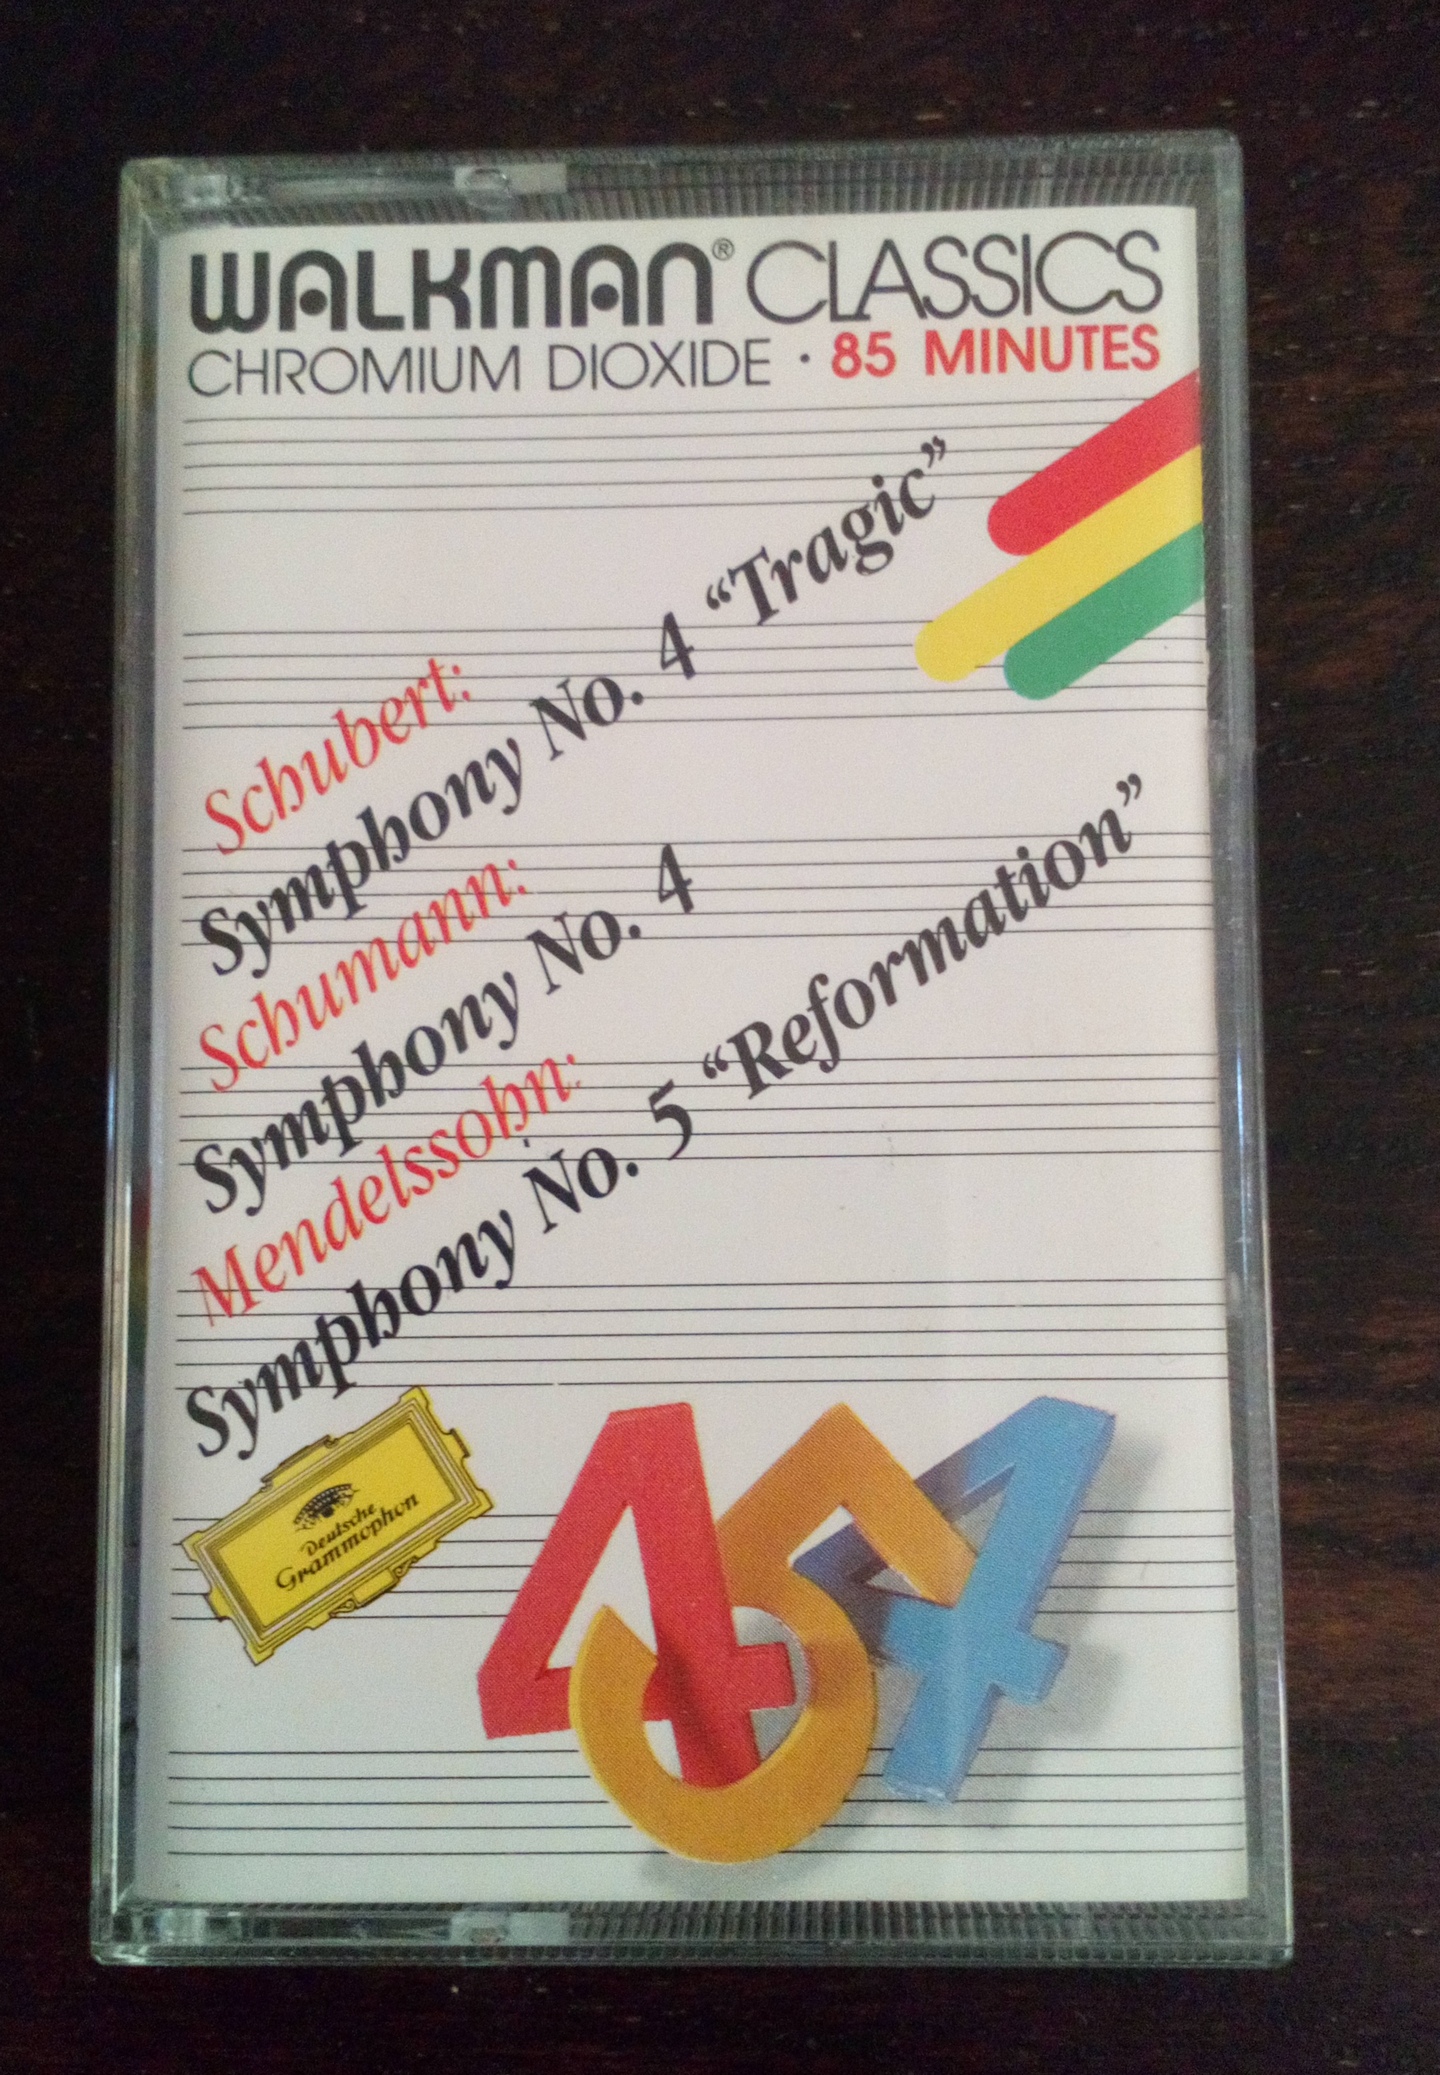 WALKMAN® CLASSICS
CHROMIUM DIOXIDE · 85 MINUTES
Schubert:
Symphony No. 4 “Tragic”
Schumann:
Symphony No. 4
Mendelssohn:
Symphony No. 5 “Reformation”
Deutsche
Grammophon
4 5 4